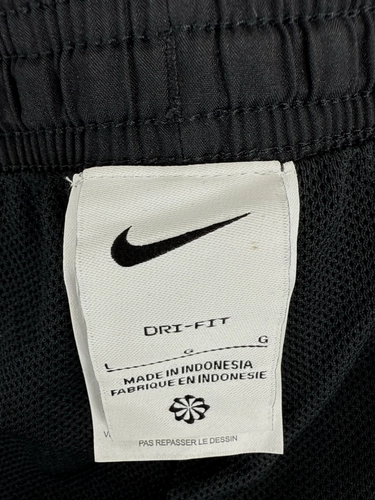 DRI-FIT
L G G
MADE IN INDONESIA
FABRIQUE EN INDONESIE
PAS REPASSER LE DESSIN